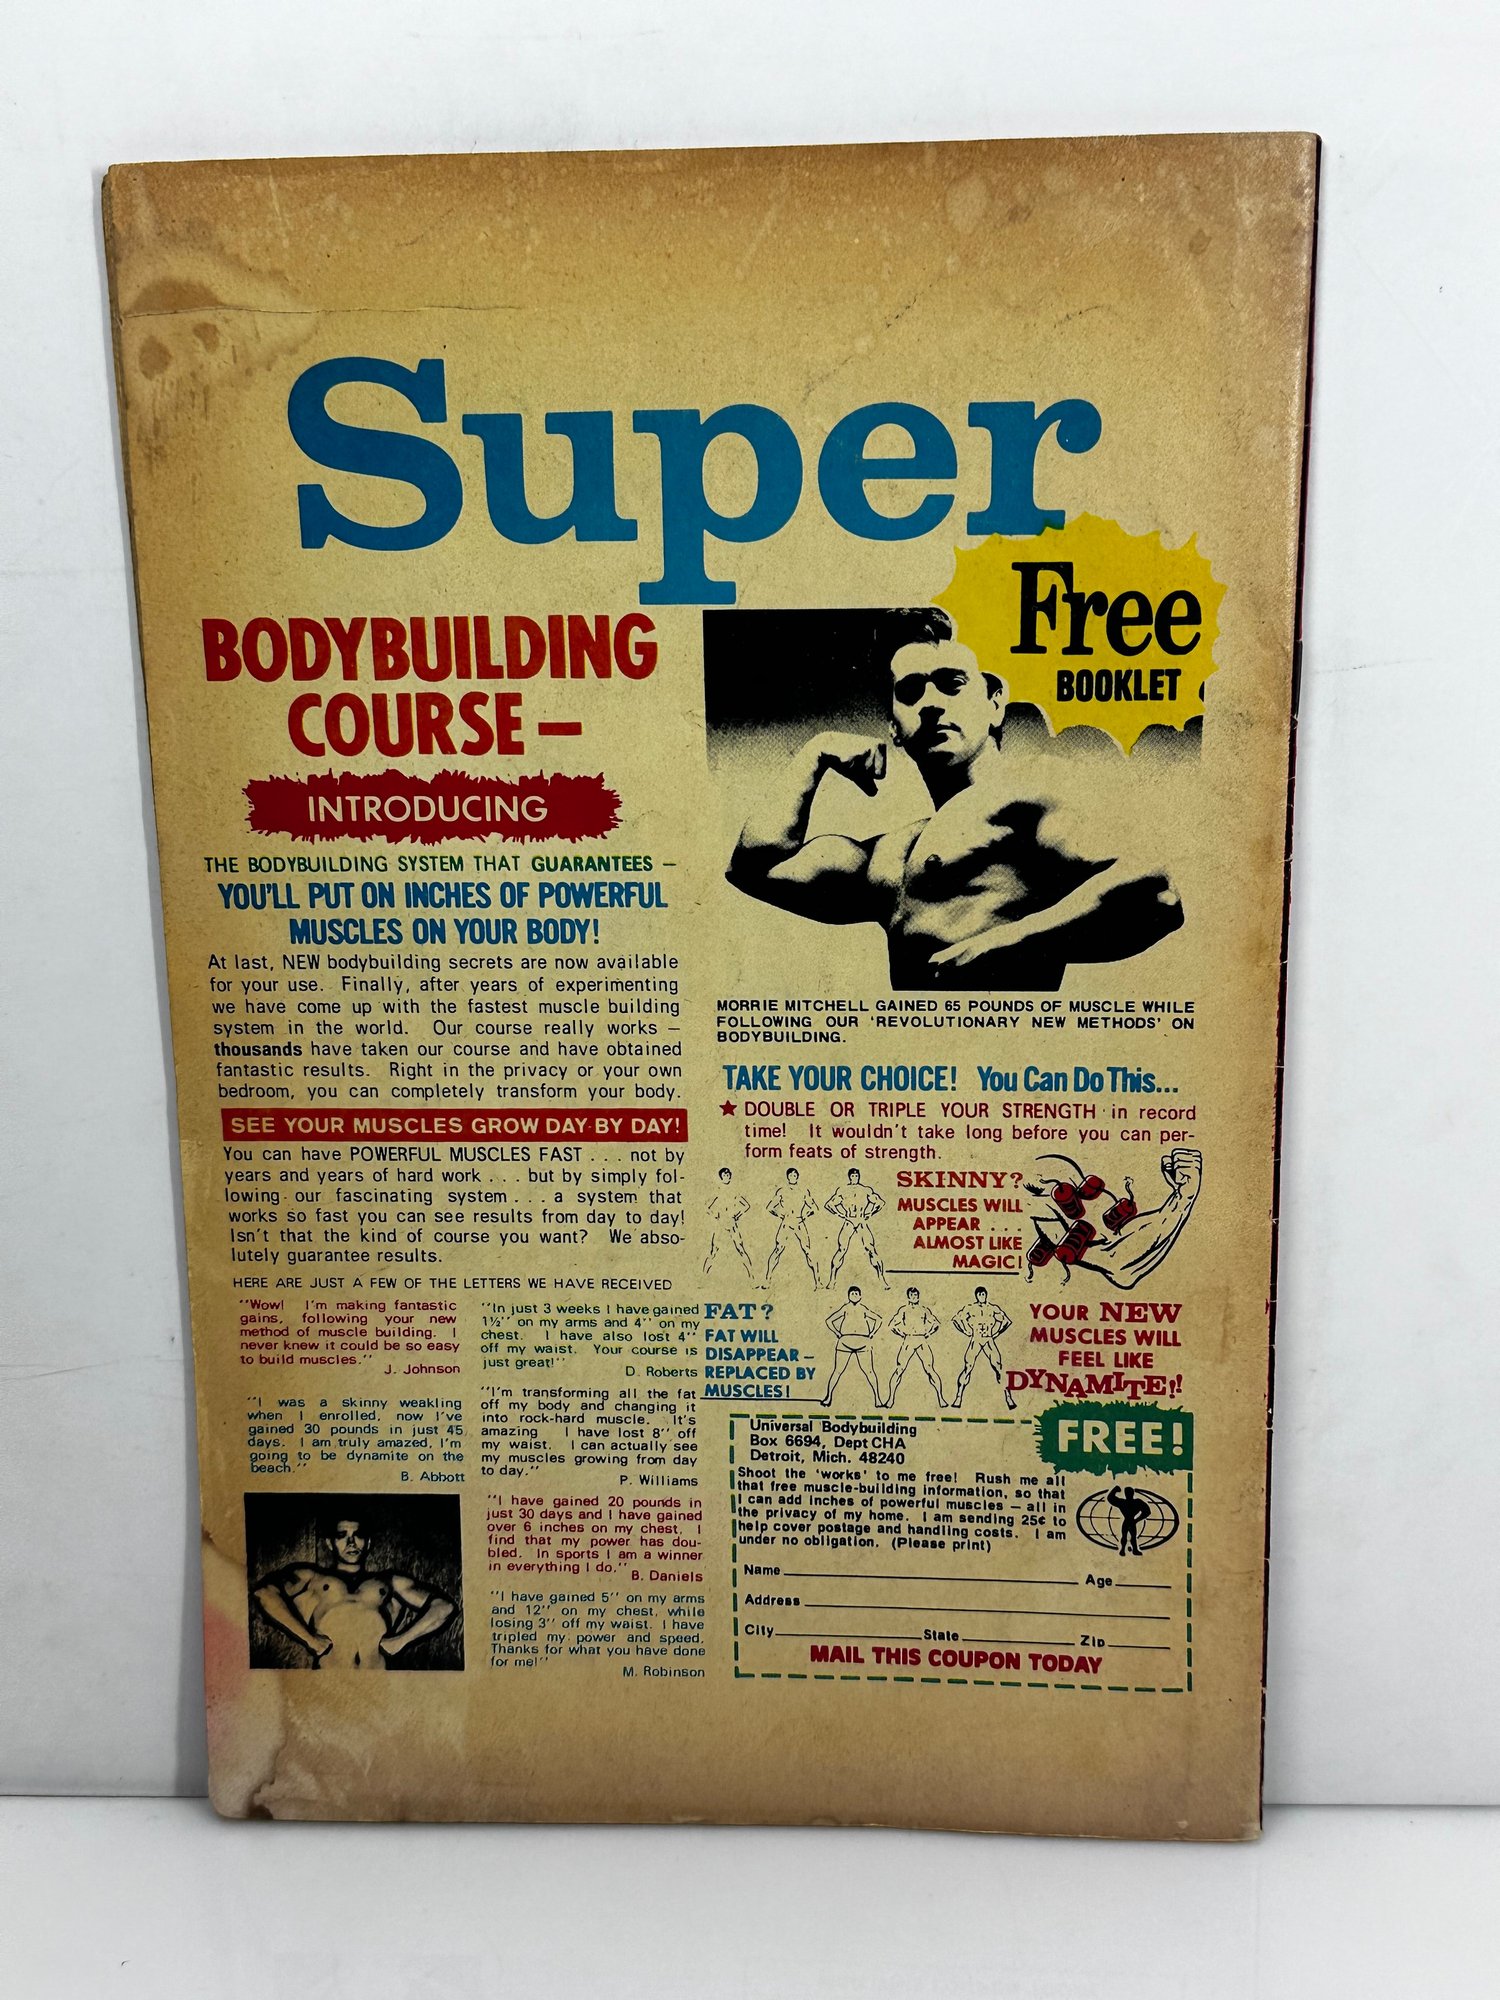 Super
Free
BOOKLET
BODYBUILDING
COURSE —
INTRODUCING
THE BODYBUILDING SYSTEM THAT GUARANTEES —
YOU'LL PUT ON INCHES OF POWERFUL
MUSCLES ON YOUR BODY!
At last, NEW bodybuilding secrets are now available
for your use. Finally, after years of experimenting
we have come up with the fastest muscle building
system in the world. Our course really works —
thousands have taken our course and have obtained
fantastic results. Right in the privacy or your own
bedroom, you can completely transform your body.
SEE YOUR MUSCLES GROW DAY BY DAY!
You can have POWERFUL MUSCLES FAST . . . not by
years and years of hard work . . . but by simply fol-
lowing our fascinating system . . . a system that
works so fast you can see results from day to day!
Isn't that the kind of course you want? We abso-
lutely guarantee results.
HERE ARE JUST A FEW OF THE LETTERS WE HAVE RECEIVED
"Wow! I'm making fantastic
gains, following your new
method of muscle building. I
never knew it could be so easy
to build muscles."
J. Johnson
"I was a skinny weakling
when I enrolled, now I've
gained 30 pounds in just 45
days. I am truly amazed, I'm
going to be dynamite on the
beach."
B. Abbott
"In just 3 weeks I have gained
1½" on my arms and 4" on my
chest. I have also lost 4"
off my waist. Your course is
just great!"
D. Roberts
"I'm transforming all the fat
off my body and changing it
into rock-hard muscle. It's
amazing I have lost 8" off
my waist. I can actually see
my muscles growing from day
to day."
P. Williams
"I have gained 20 pounds in
just 30 days and I have gained
over 6 inches on my chest, I
find that my power has dou-
bled. In sports I am a winner
in everything I do."
B. Daniels
"I have gained 5" on my arms
and 12" on my chest, while
losing 3" off my waist. I have
tripled my power and speed.
Thanks for what you have done
for me!"
M. Robinson
MORRIE MITCHELL GAINED 65 POUNDS OF MUSCLE WHILE
FOLLOWING OUR 'REVOLUTIONARY NEW METHODS' ON
BODYBUILDING.
TAKE YOUR CHOICE! You Can Do This...
★ DOUBLE OR TRIPLE YOUR STRENGTH in record
time! It wouldn't take long before you can per-
form feats of strength.
SKINNY?
MUSCLES WILL
APPEAR . . .
ALMOST LIKE
MAGIC!
FAT?
FAT WILL
DISAPPEAR —
REPLACED BY
MUSCLES!
YOUR NEW
MUSCLES WILL
FEEL LIKE
DYNAMITE!!
Universal Bodybuilding
Box 6694, Dept CHA
Detroit, Mich. 48240
FREE!
Shoot the 'works' to me free! Rush me all
that free muscle-building information, so that
I can add inches of powerful muscles — all in
the privacy of my home. I am sending 25¢ to
help cover postage and handling costs. I am
under no obligation. (Please print)
Name Age
Address
City State Zip
MAIL THIS COUPON TODAY